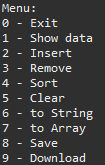 Menu:
0 - Exit
1 - Show data
2 - Insert
3 - Remove
4 - Sort
5 - Clear
6 - to String
7 - to Array
8 - Save
9 - Download